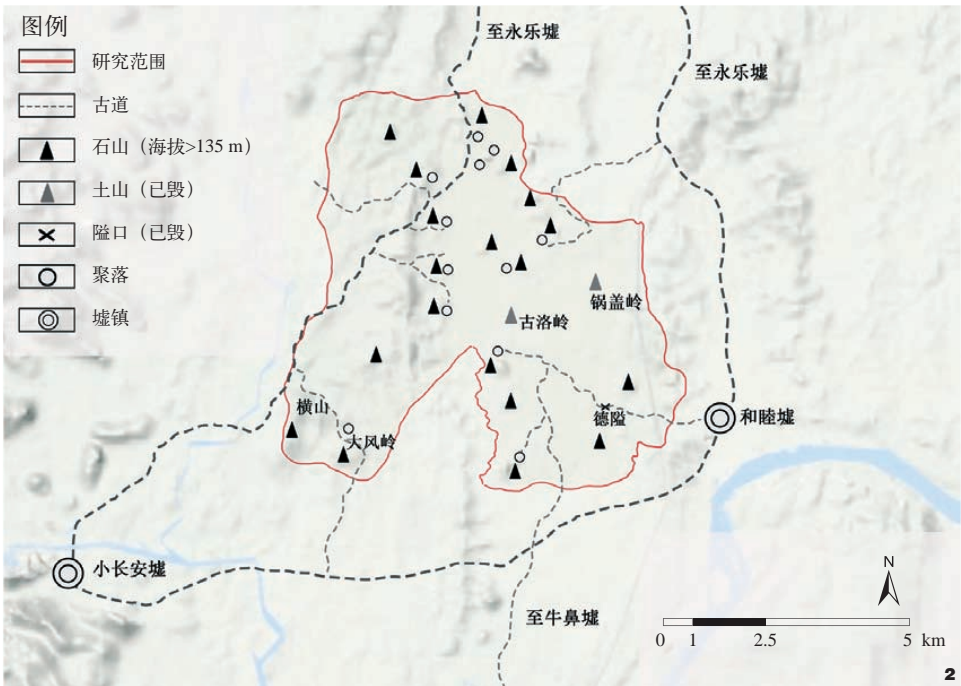 图例
研究范围
古道
石山（海拔>135 m）
土山（已毁）
隘口（已毁）
聚落
墟镇
至永乐墟
至永乐墟
锅盖岭
古洛岭
横山
大风岭
德隘
和睦墟
小长安墟
至牛鼻墟
N
0 1 2.5 5 km
2